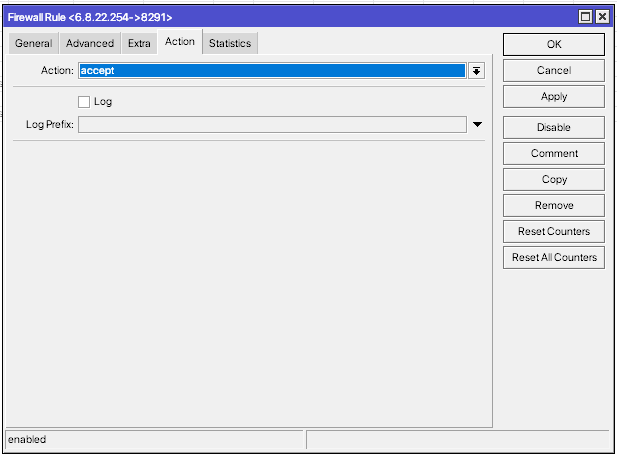 Firewall Rule <6.8.22.254->8291>
General Advanced Extra Action Statistics
Action: accept
Log
Log Prefix:
OK
Cancel
Apply
Disable
Comment
Copy
Remove
Reset Counters
Reset All Counters
enabled